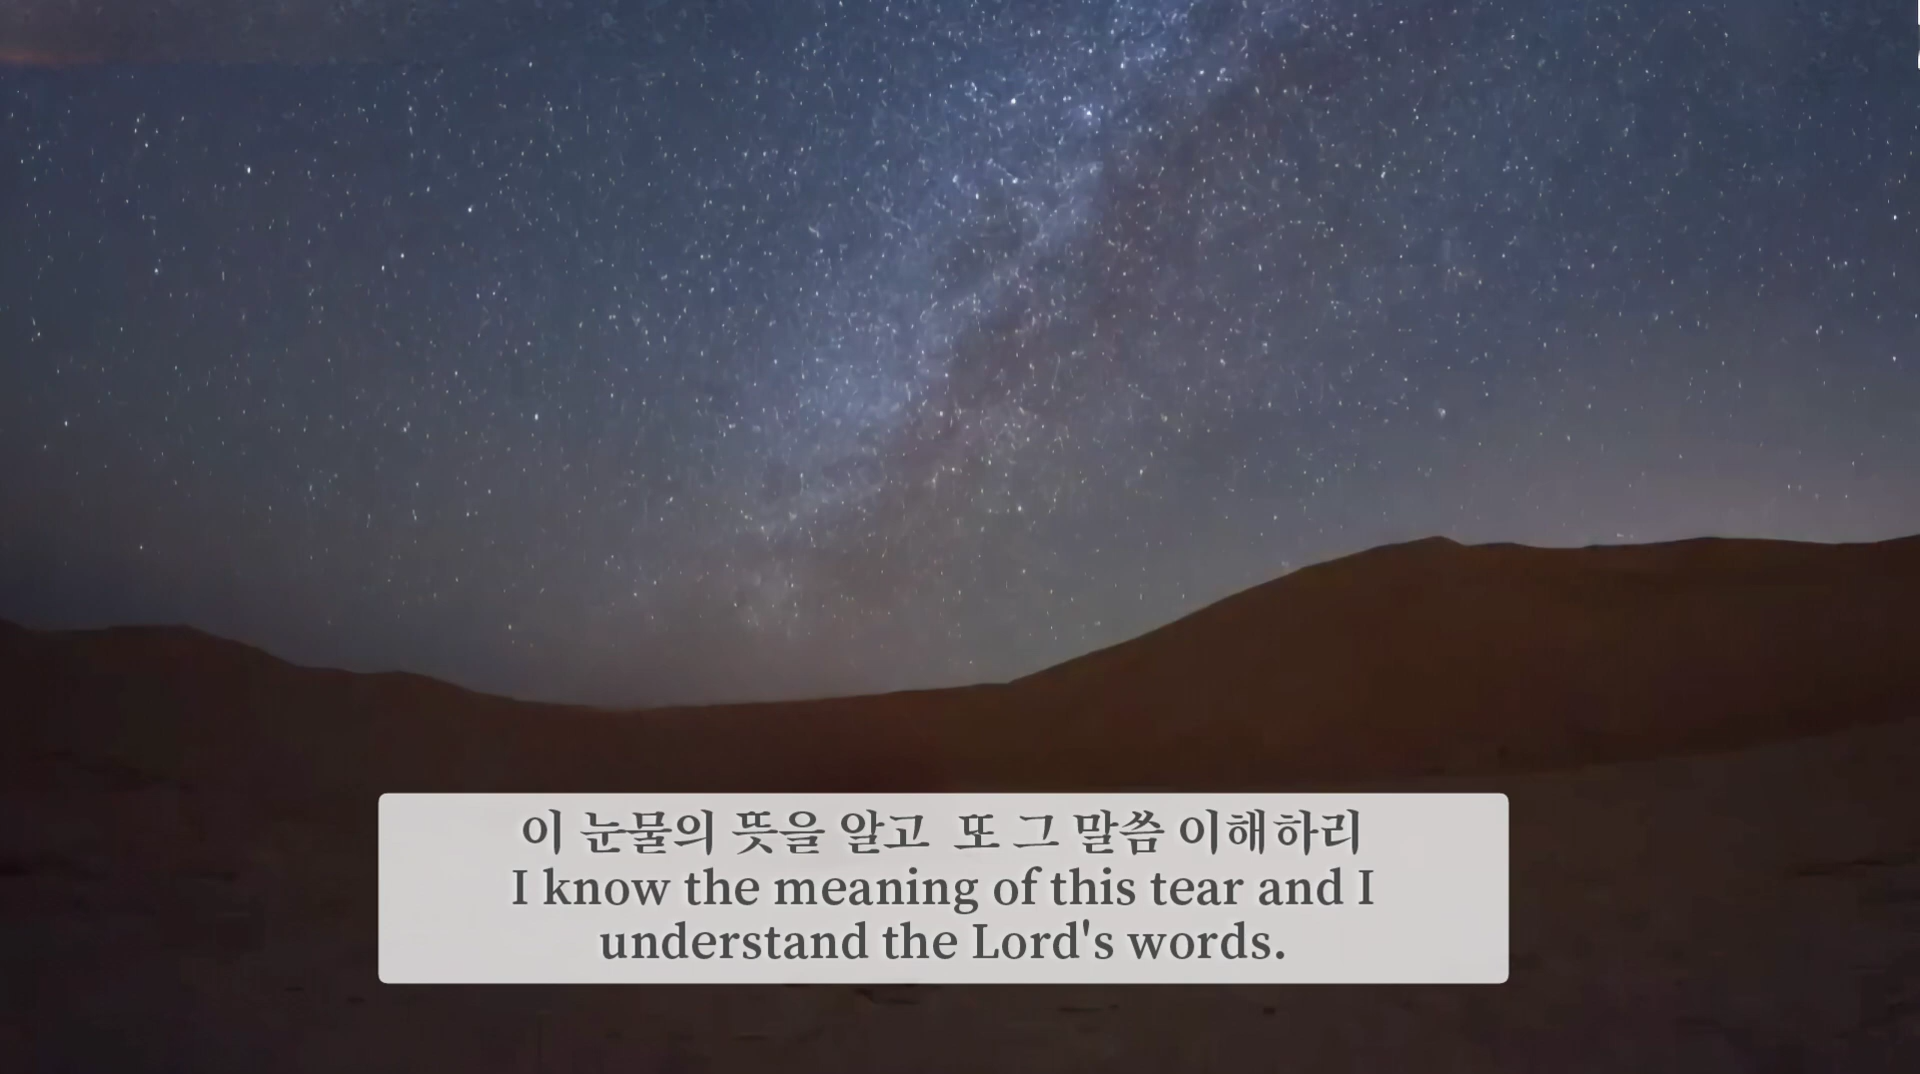 이 눈물의 뜻을 알고  또 그 말씀 이해하리
I know the meaning of this tear and I
understand the Lord's words.